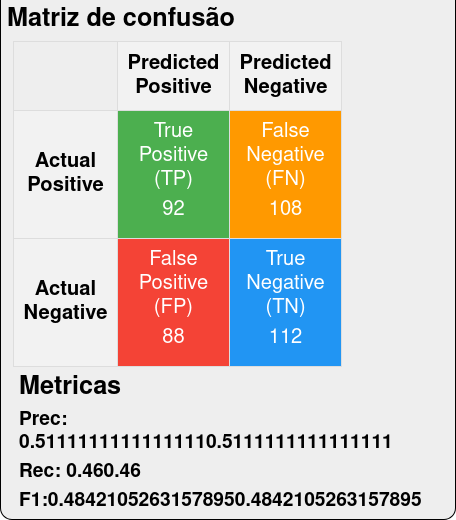 Matriz de confusão
Predicted
Positive
Predicted
Negative
Actual
Positive
True
Positive
(TP)
92
False
Negative
(FN)
108
Actual
Negative
False
Positive
(FP)
88
True
Negative
(TN)
112
Metricas
Prec:
0.51111111111111110.5111111111111111
Rec: 0.460.46
F1:0.48421052631578950.4842105263157895